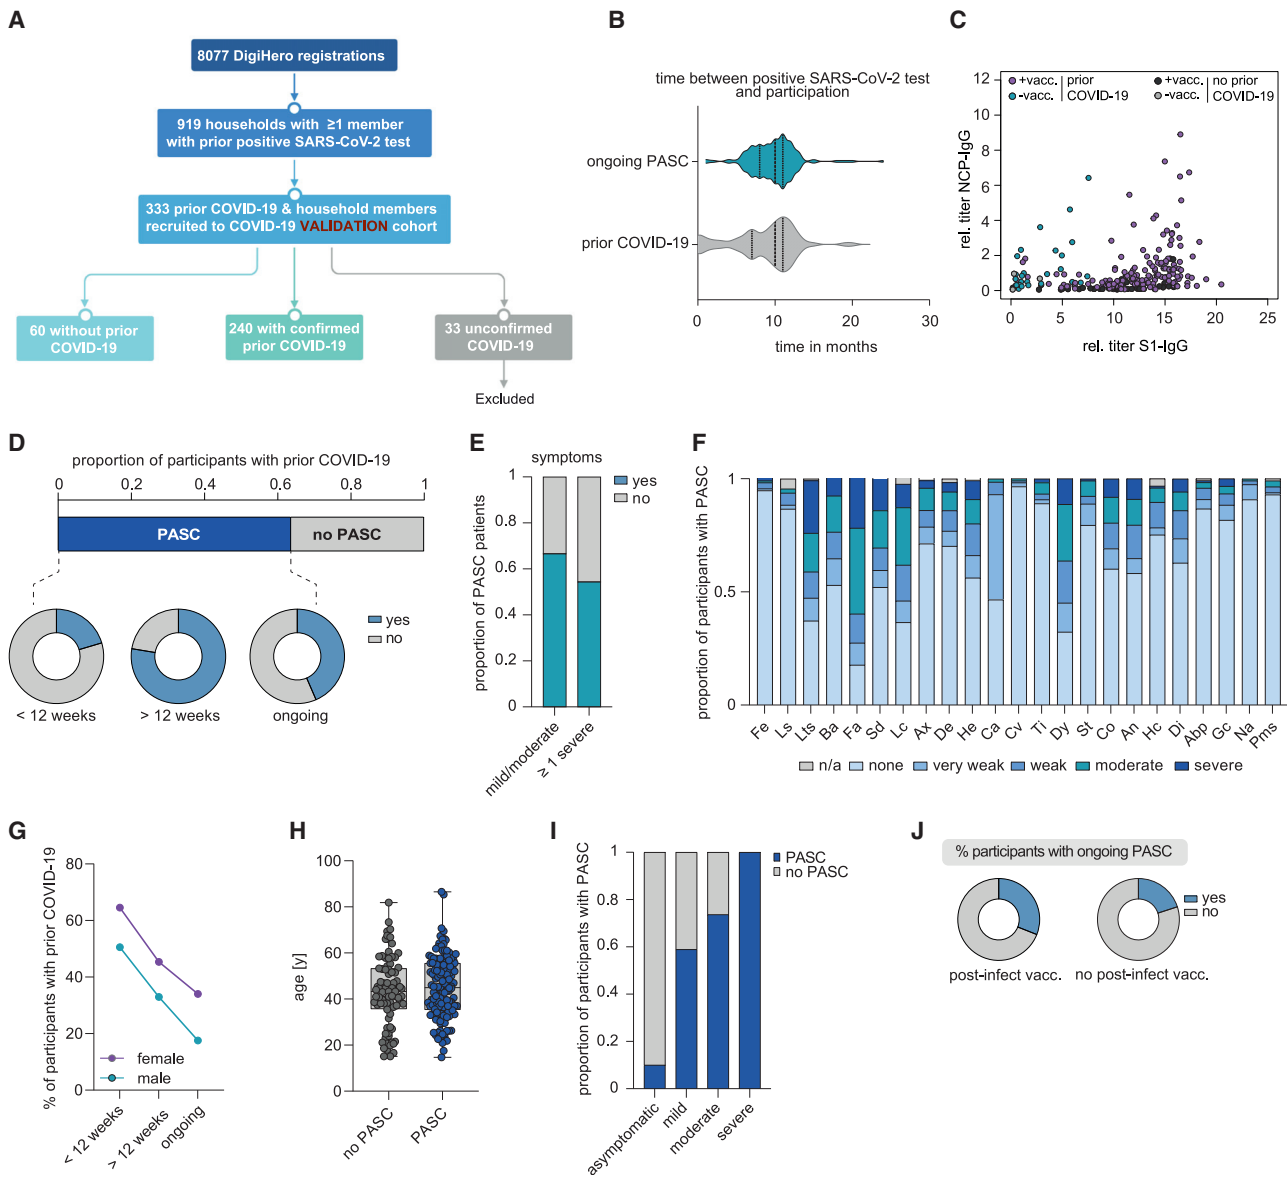 A
8077 DigiHero registrations
919 households with ≥1 member
with prior positive SARS-CoV-2 test
333 prior COVID-19 & household members
recruited to COVID-19 VALIDATION cohort
60 without prior
COVID-19
240 with confirmed
prior COVID-19
33 unconfirmed
COVID-19
Excluded
B
time between positive SARS-CoV-2 test
and participation
ongoing PASC
prior COVID-19
0 10 20 30
time in months
C
+vacc. prior
-vacc. COVID-19
+vacc. no prior
-vacc. COVID-19
rel. titer NCP-IgG
12
10
8
6
4
2
0
0 5 10 15 20 25
rel. titer S1-IgG
D
proportion of participants with prior COVID-19
0 0.2 0.4 0.6 0.8 1
PASC no PASC
yes
no
< 12 weeks > 12 weeks ongoing
E
symptoms
yes
no
proportion of PASC patients
1
0.8
0.6
0.4
0.2
0
mild/moderate
≥ 1 severe
F
proportion of participants with PASC
1
0.5
0
Fe Ls Lts Ba Fa Sd Lc Ax De He Ca Cv Ti Dy St Co An Hc Di Abp Gc Na Pms
n/a none very weak weak moderate severe
G
% of participants with prior COVID-19
80
60
40
20
0
female
male
< 12 weeks
> 12 weeks
ongoing
H
age [y]
100
80
60
40
20
0
no PASC
PASC
I
PASC
no PASC
proportion of participants with PASC
1
0.8
0.6
0.4
0.2
0
asymptomatic
mild
moderate
severe
J
% participants with ongoing PASC
yes
no
post-infect vacc. no post-infect vacc.